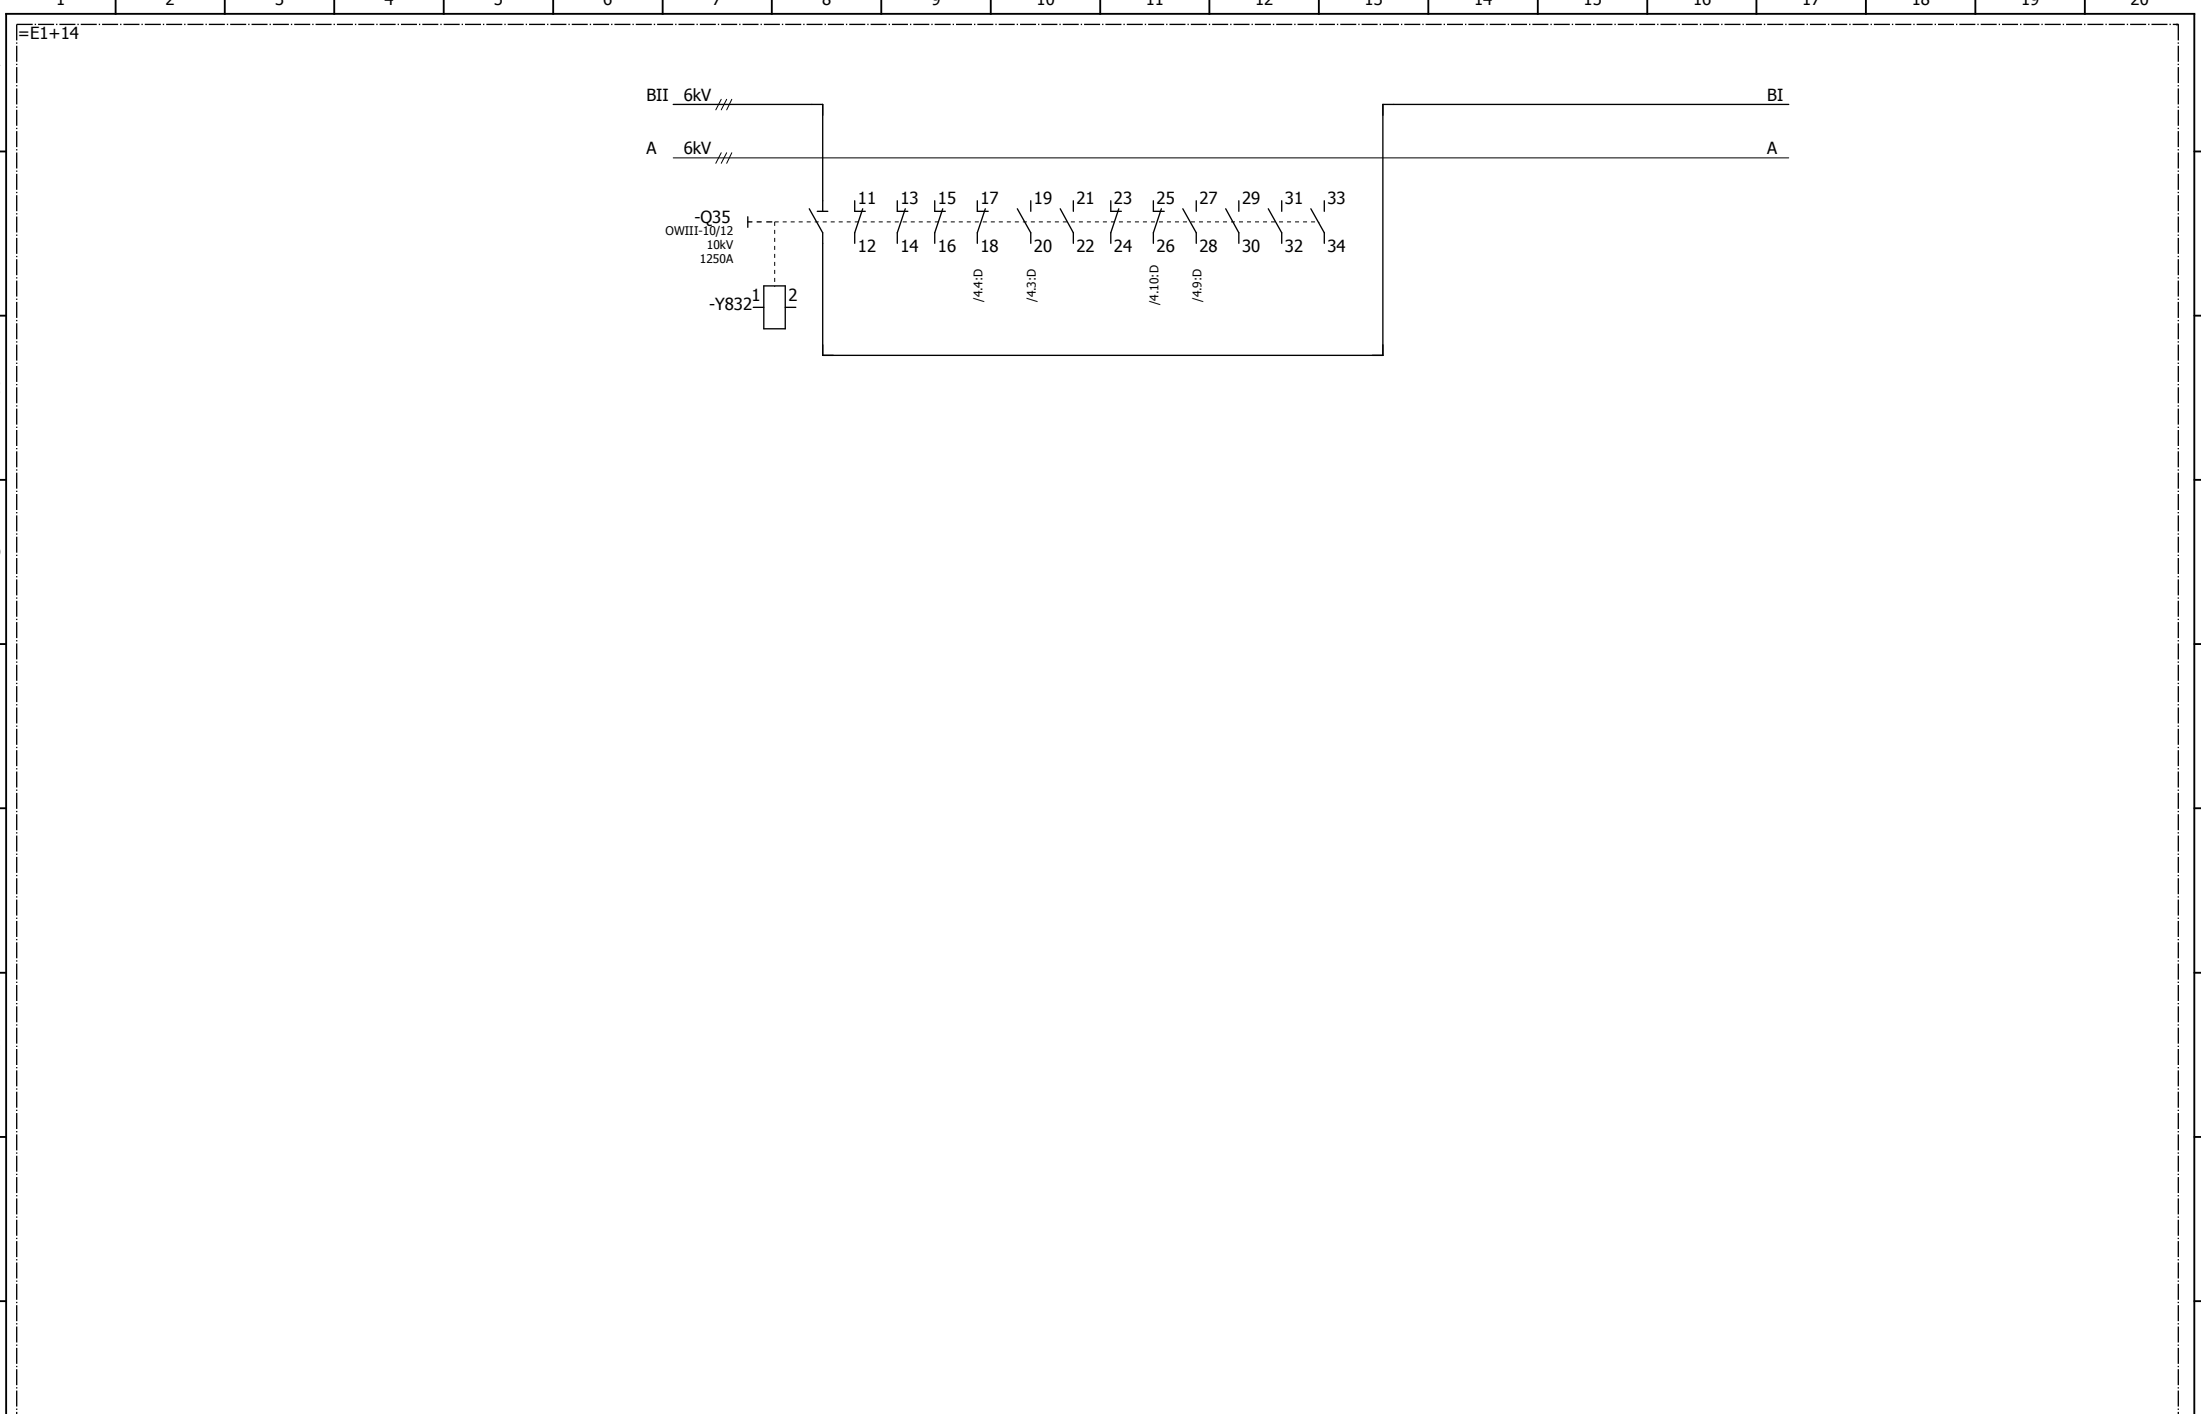 1 2 3 4 5 6 7 8 9 10 11 12 13 14 15 16 17 18 19 20
=E1+14
BII 6kV BI
A 6kV A
11 13 15 17 19 21 23 25 27 29 31 33
-Q35
OWIII-10/12
10kV
1250A
12 14 16 18 20 22 24 26 28 30 32 34
/4.4:D /4.3:D /4.10:D /4.9:D
-Y832 1 2